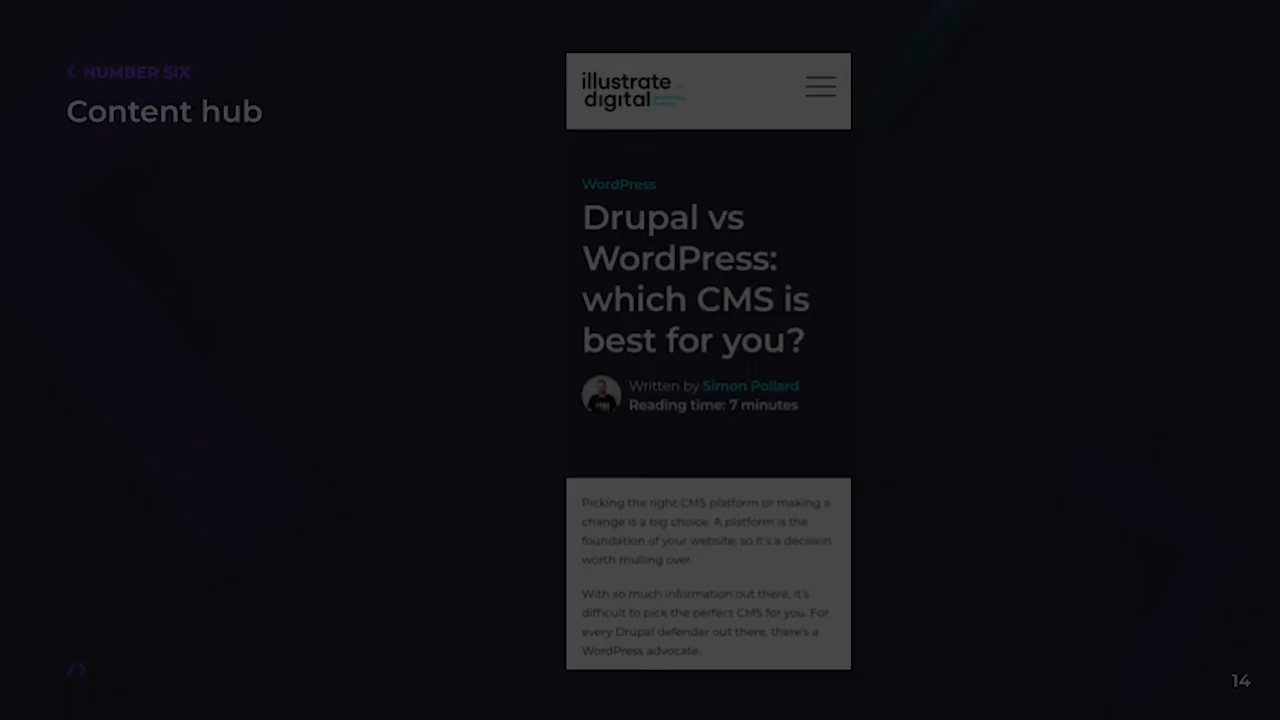 NUMBER SIX
Content hub
illustrate
digital
WordPress
Drupal vs
WordPress:
which CMS is
best for you?
Written by Simon Pollard
Reading time: 7 minutes
Picking the right CMS platform or making a
change is a big choice. A platform is the
foundation of your website, so it's a decision
worth mulling over.
With so much information out there, it's
difficult to pick the perfect CMS for you. For
every Drupal defender out there, there's a
WordPress advocate.
14